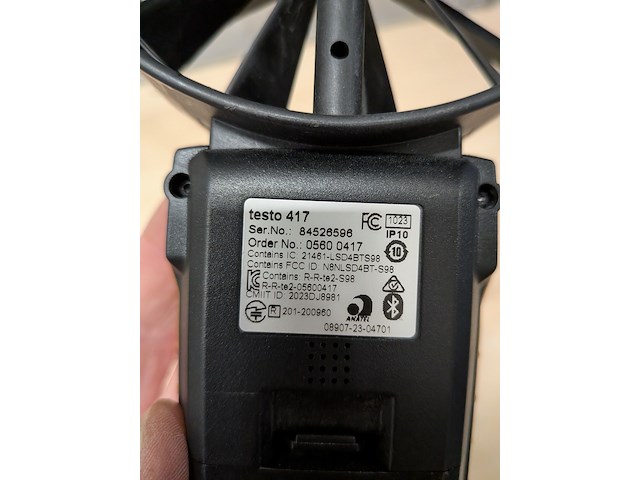 testo 417
FC 1023
Ser.No.: 84526596
IP10
Order No.: 0560 0417
10
Contains IC: 21461-LSD4BTS98
Contains FCC ID: N8NLSD4BT-S98
Contains: R-R-te2-S98
R-R-te2-05600417
CMIIT ID: 2023DJ8981
R 201-200960
ANATEL
08907-23-04701